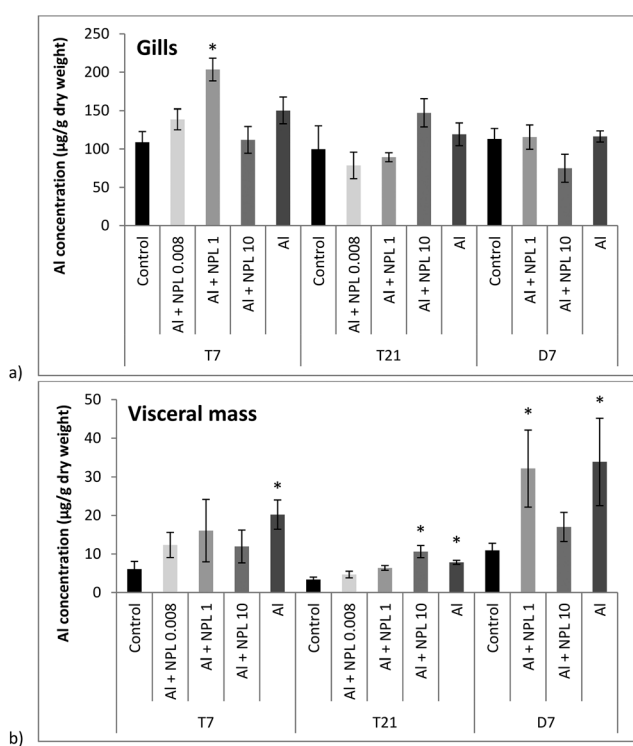 Gills
Al concentration (µg/g dry weight)
250
200
150
100
50
0
*
Control
Al + NPL 0.008
Al + NPL 1
Al + NPL 10
Al
Control
Al + NPL 0.008
Al + NPL 1
Al + NPL 10
Al
Control
Al + NPL 1
Al + NPL 10
Al
T7
T21
D7
a)
Visceral mass
Al concentration (µg/g dry weight)
50
40
30
20
10
0
*
*
*
*
*
Control
Al + NPL 0.008
Al + NPL 1
Al + NPL 10
Al
Control
Al + NPL 0.008
Al + NPL 1
Al + NPL 10
Al
Control
Al + NPL 1
Al + NPL 10
Al
T7
T21
D7
b)